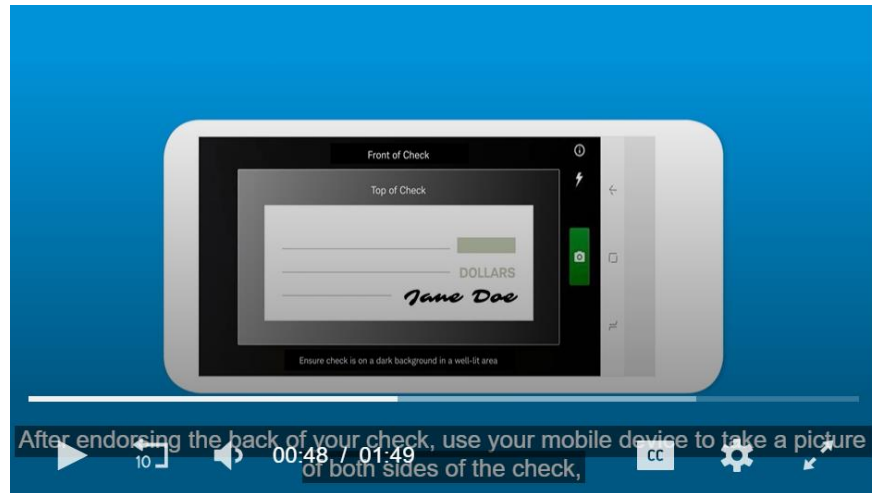 Front of Check
Top of Check
DOLLARS
Jane Doe
Ensure check is on a dark background in a well-lit area
After endorsing the back of your check, use your mobile device to take a picture
of both sides of the check,
10
00:48 / 01:49
CC